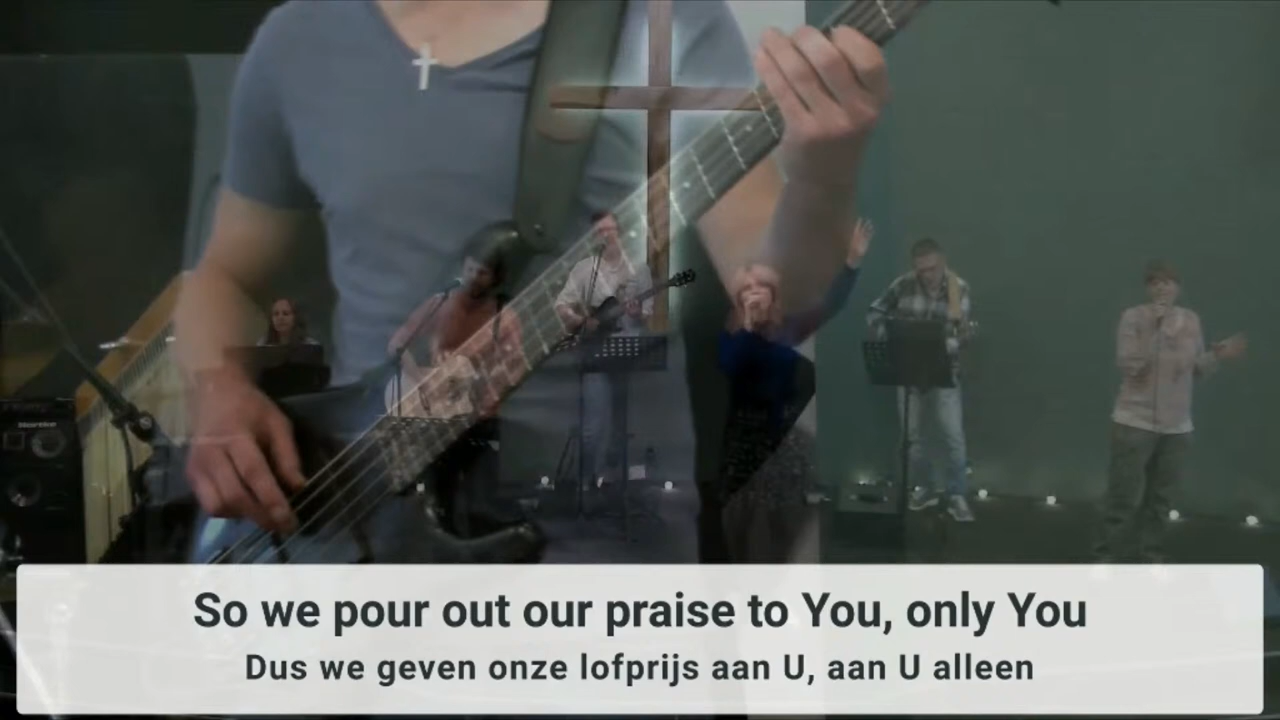 So we pour out our praise to You, only You
Dus we geven onze lofprijs aan U, aan U alleen